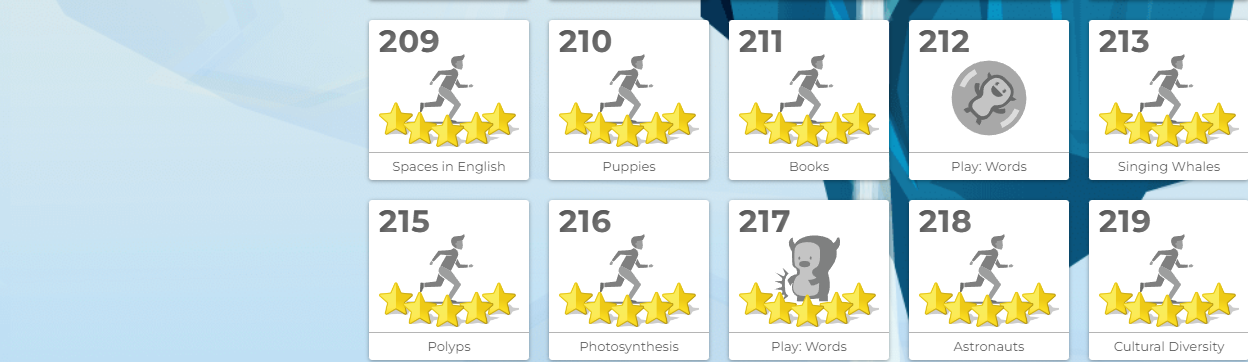 209
Spaces in English
210
Puppies
211
Books
212
Play: Words
213
Singing Whales
215
Polyps
216
Photosynthesis
217
Play: Words
218
Astronauts
219
Cultural Diversity